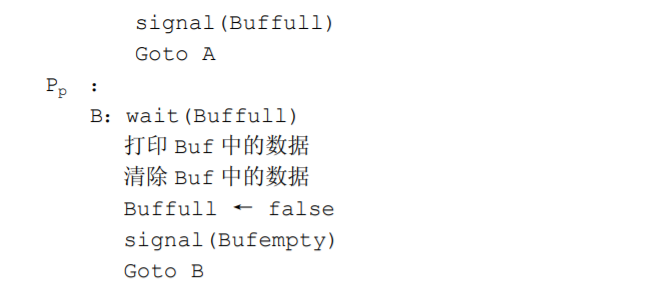 signal(Buffull)
Goto A
Pp :
B: wait(Buffull)
打印 Buf 中的数据
清除 Buf 中的数据
Buffull ← false
signal(Bufempty)
Goto B